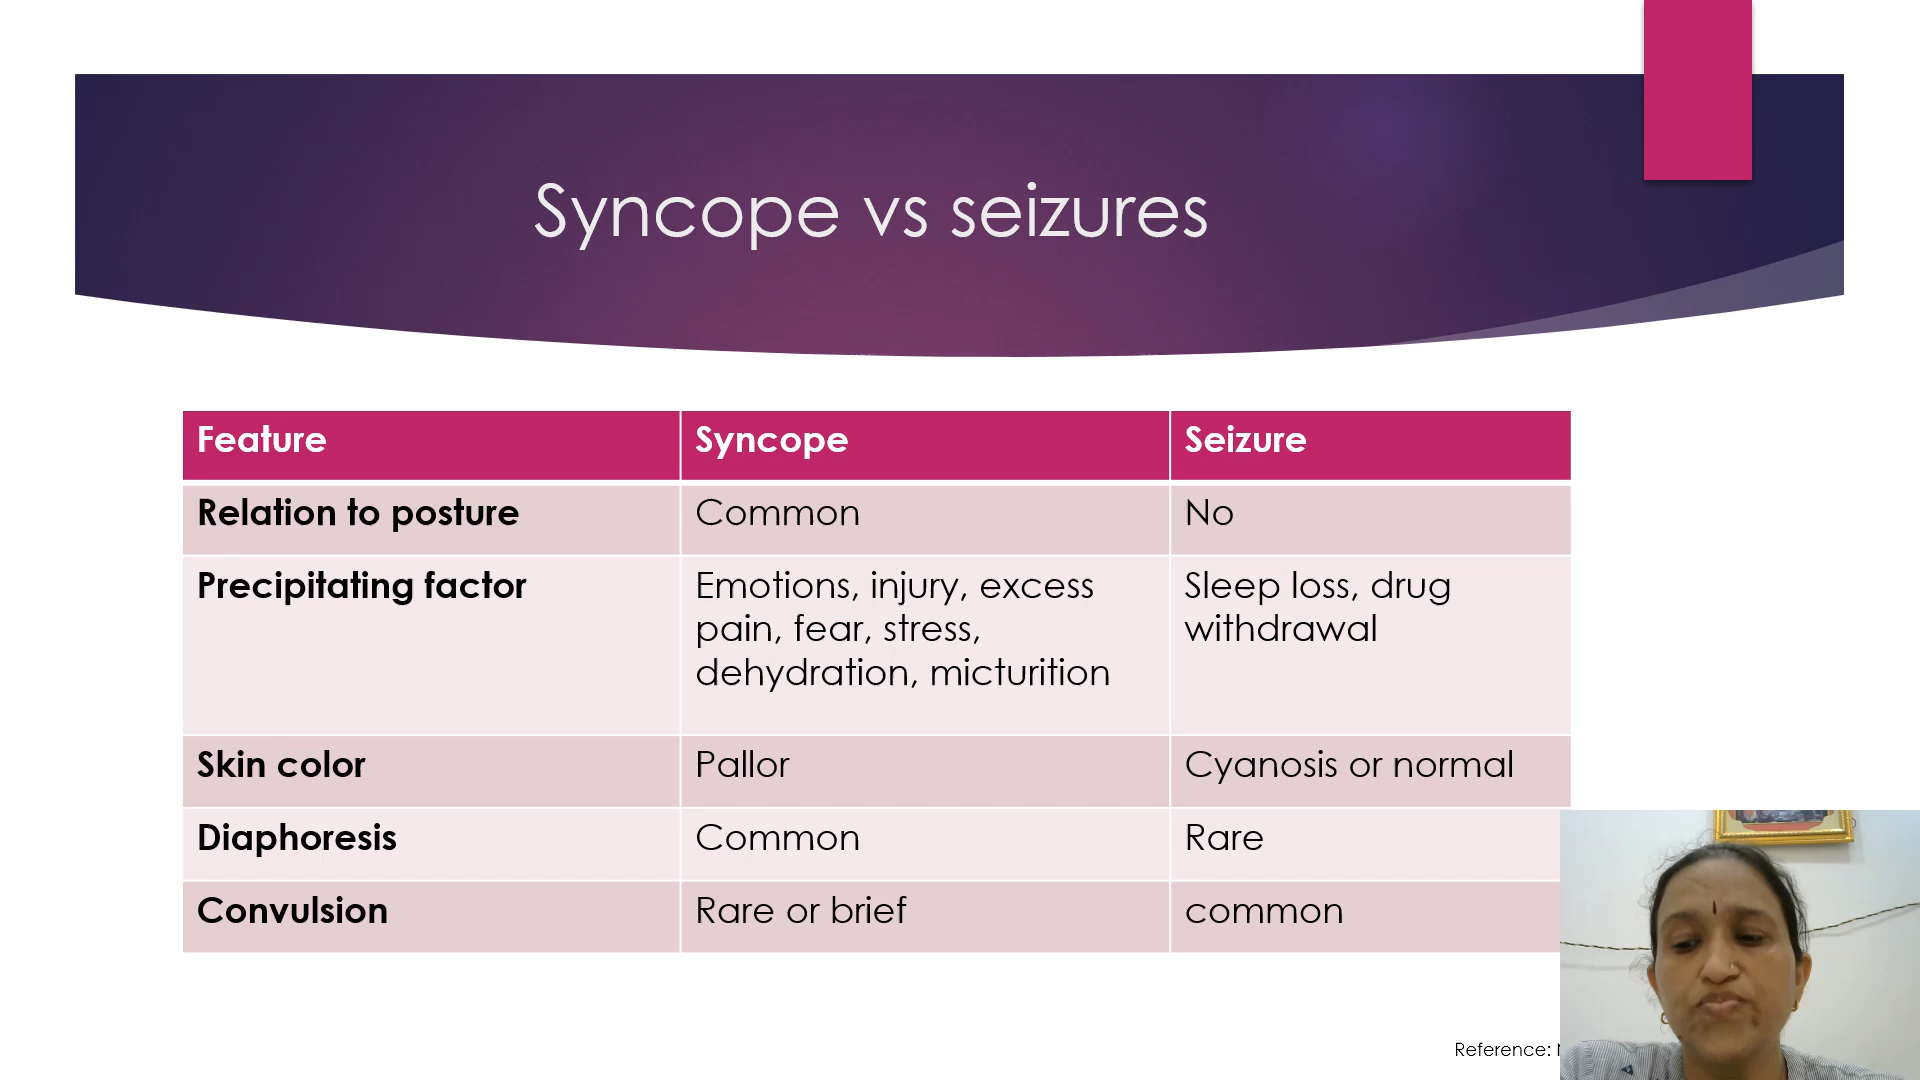 Syncope vs seizures
Feature Syncope Seizure
Relation to posture Common No
Precipitating factor Emotions, injury, excess Sleep loss, drug
pain, fear, stress, withdrawal
dehydration, micturition
Skin color Pallor Cyanosis or normal
Diaphoresis Common Rare
Convulsion Rare or brief common
Reference: